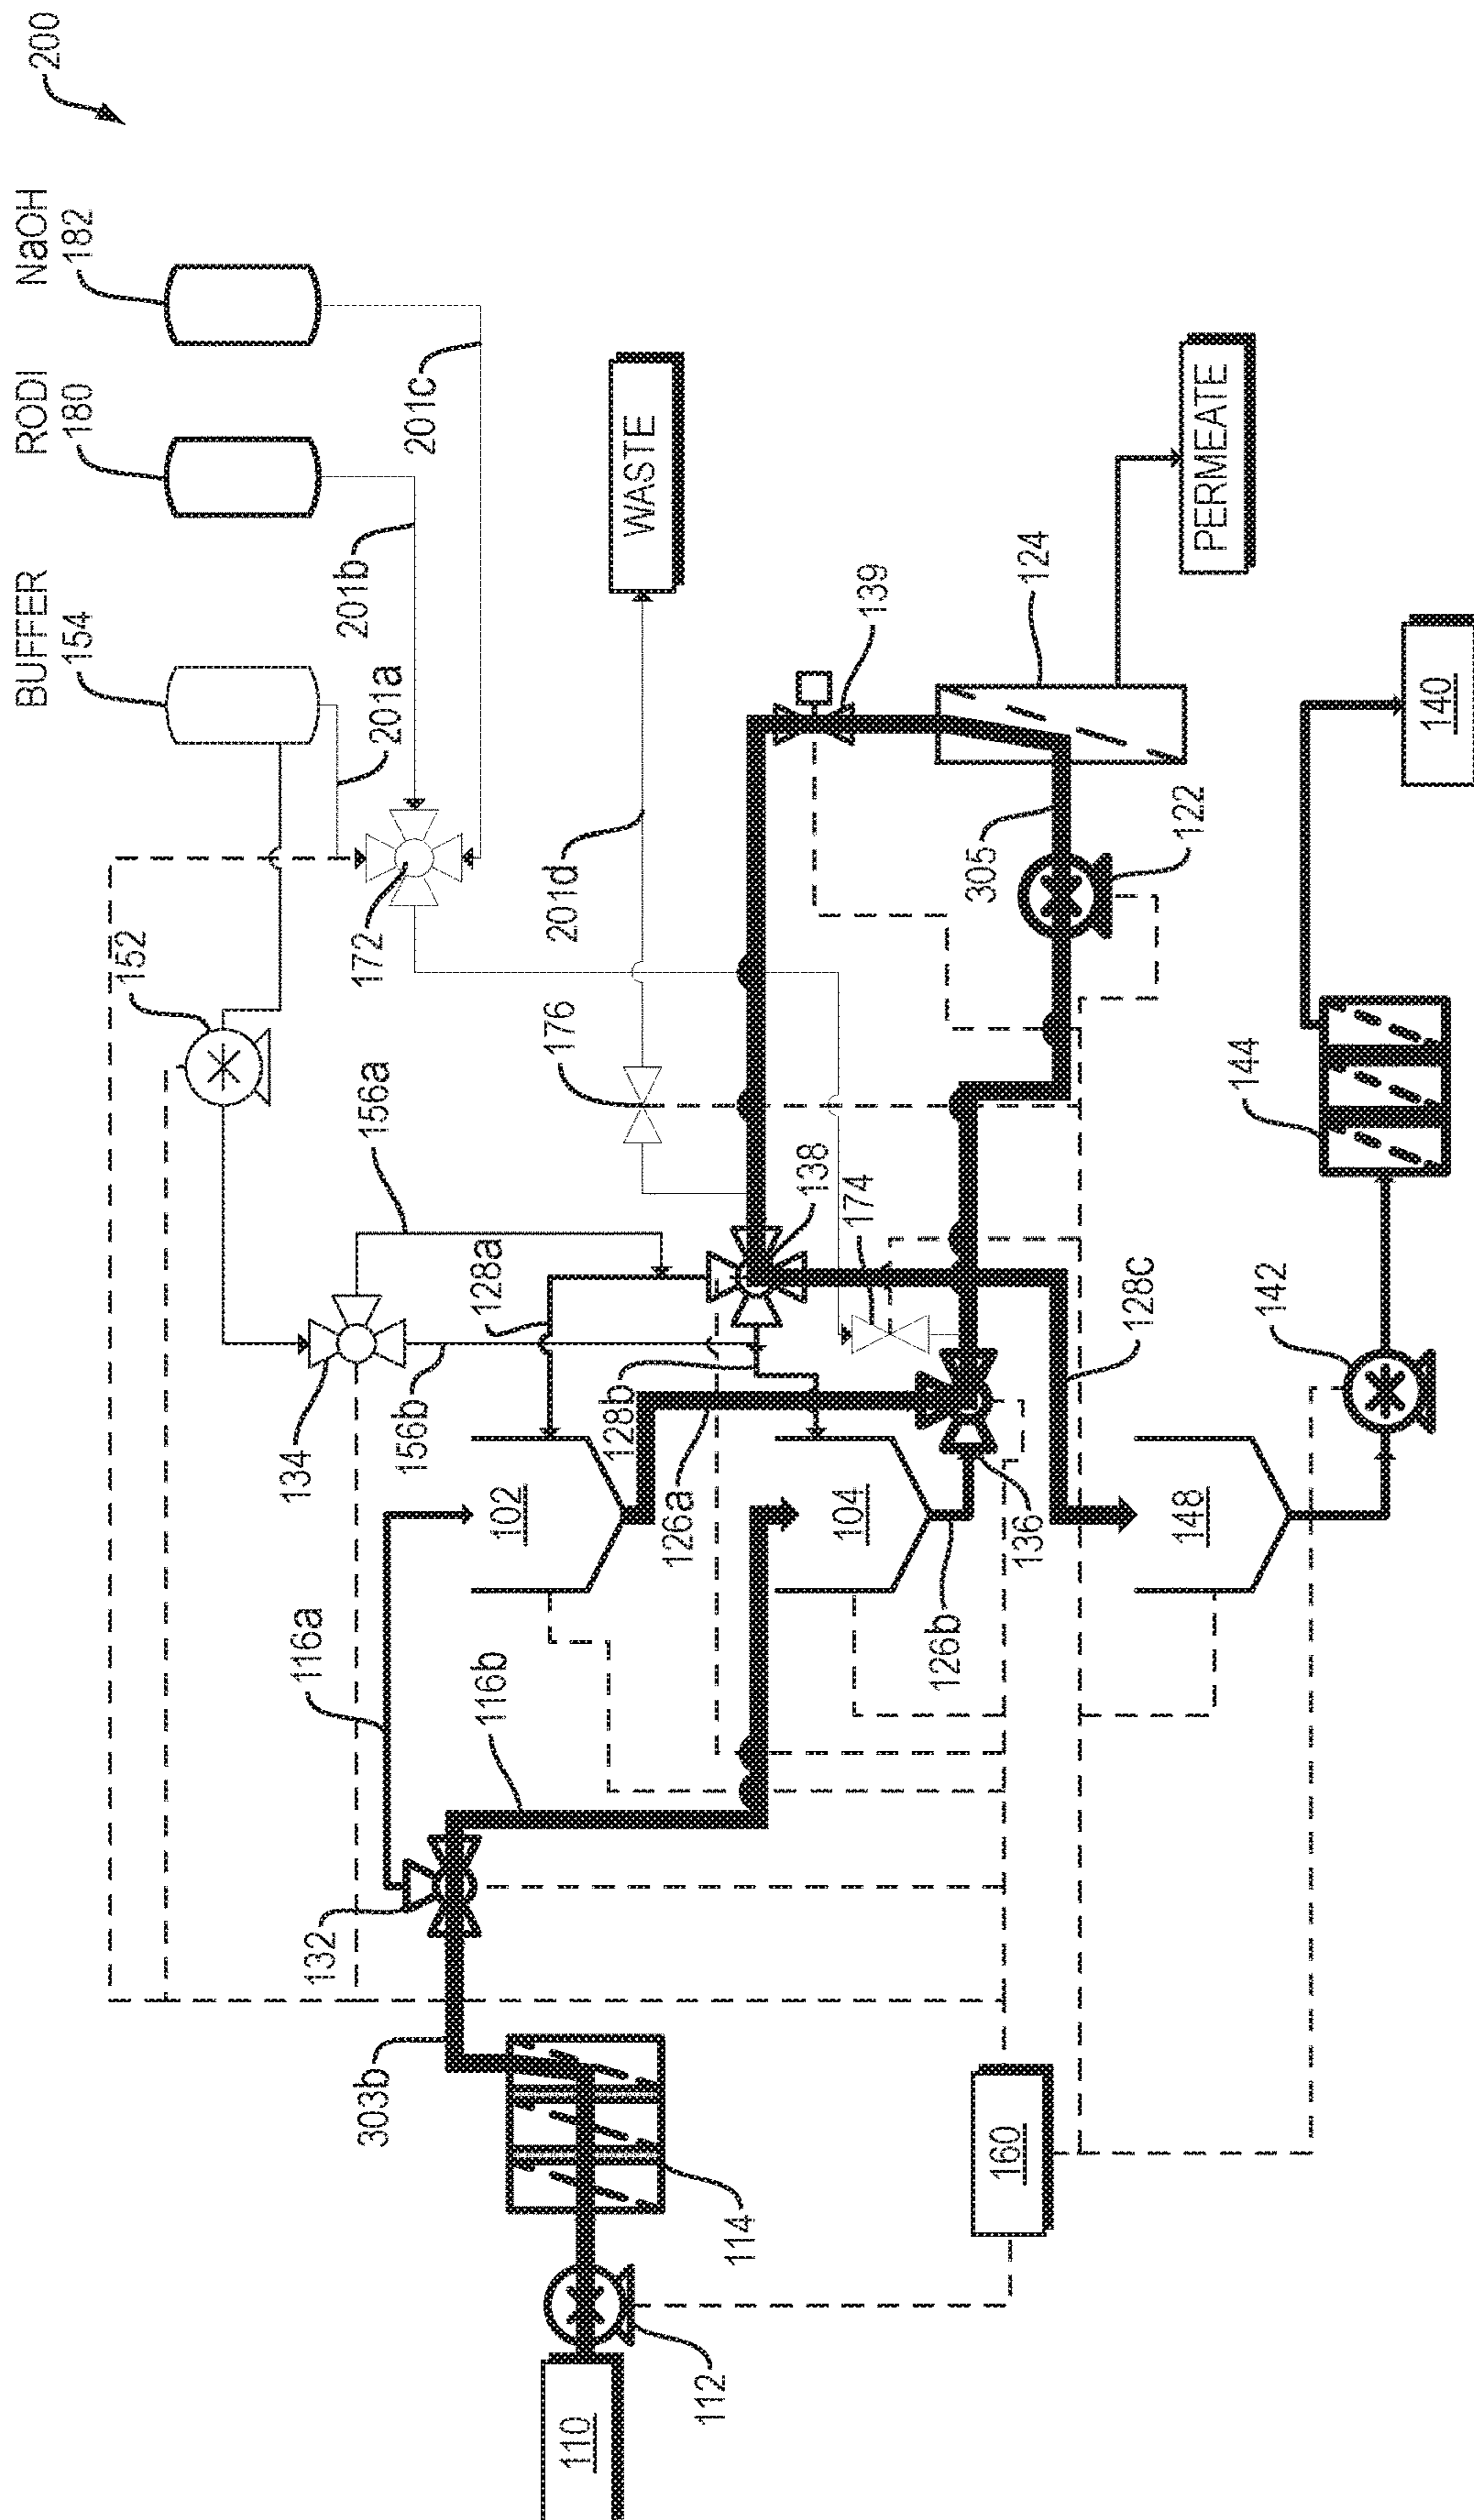 200
NaOH
182
RODI
180
BUFFER
154
201c
201b
201a
172
152
WASTE
201d
176
156a
139
124
PERMEATE
122
305
140
144
142
138
174
128a
128b
128c
134
156b
126a
136
102
104
148
126b
116a
116b
132
303b
114
160
112
110